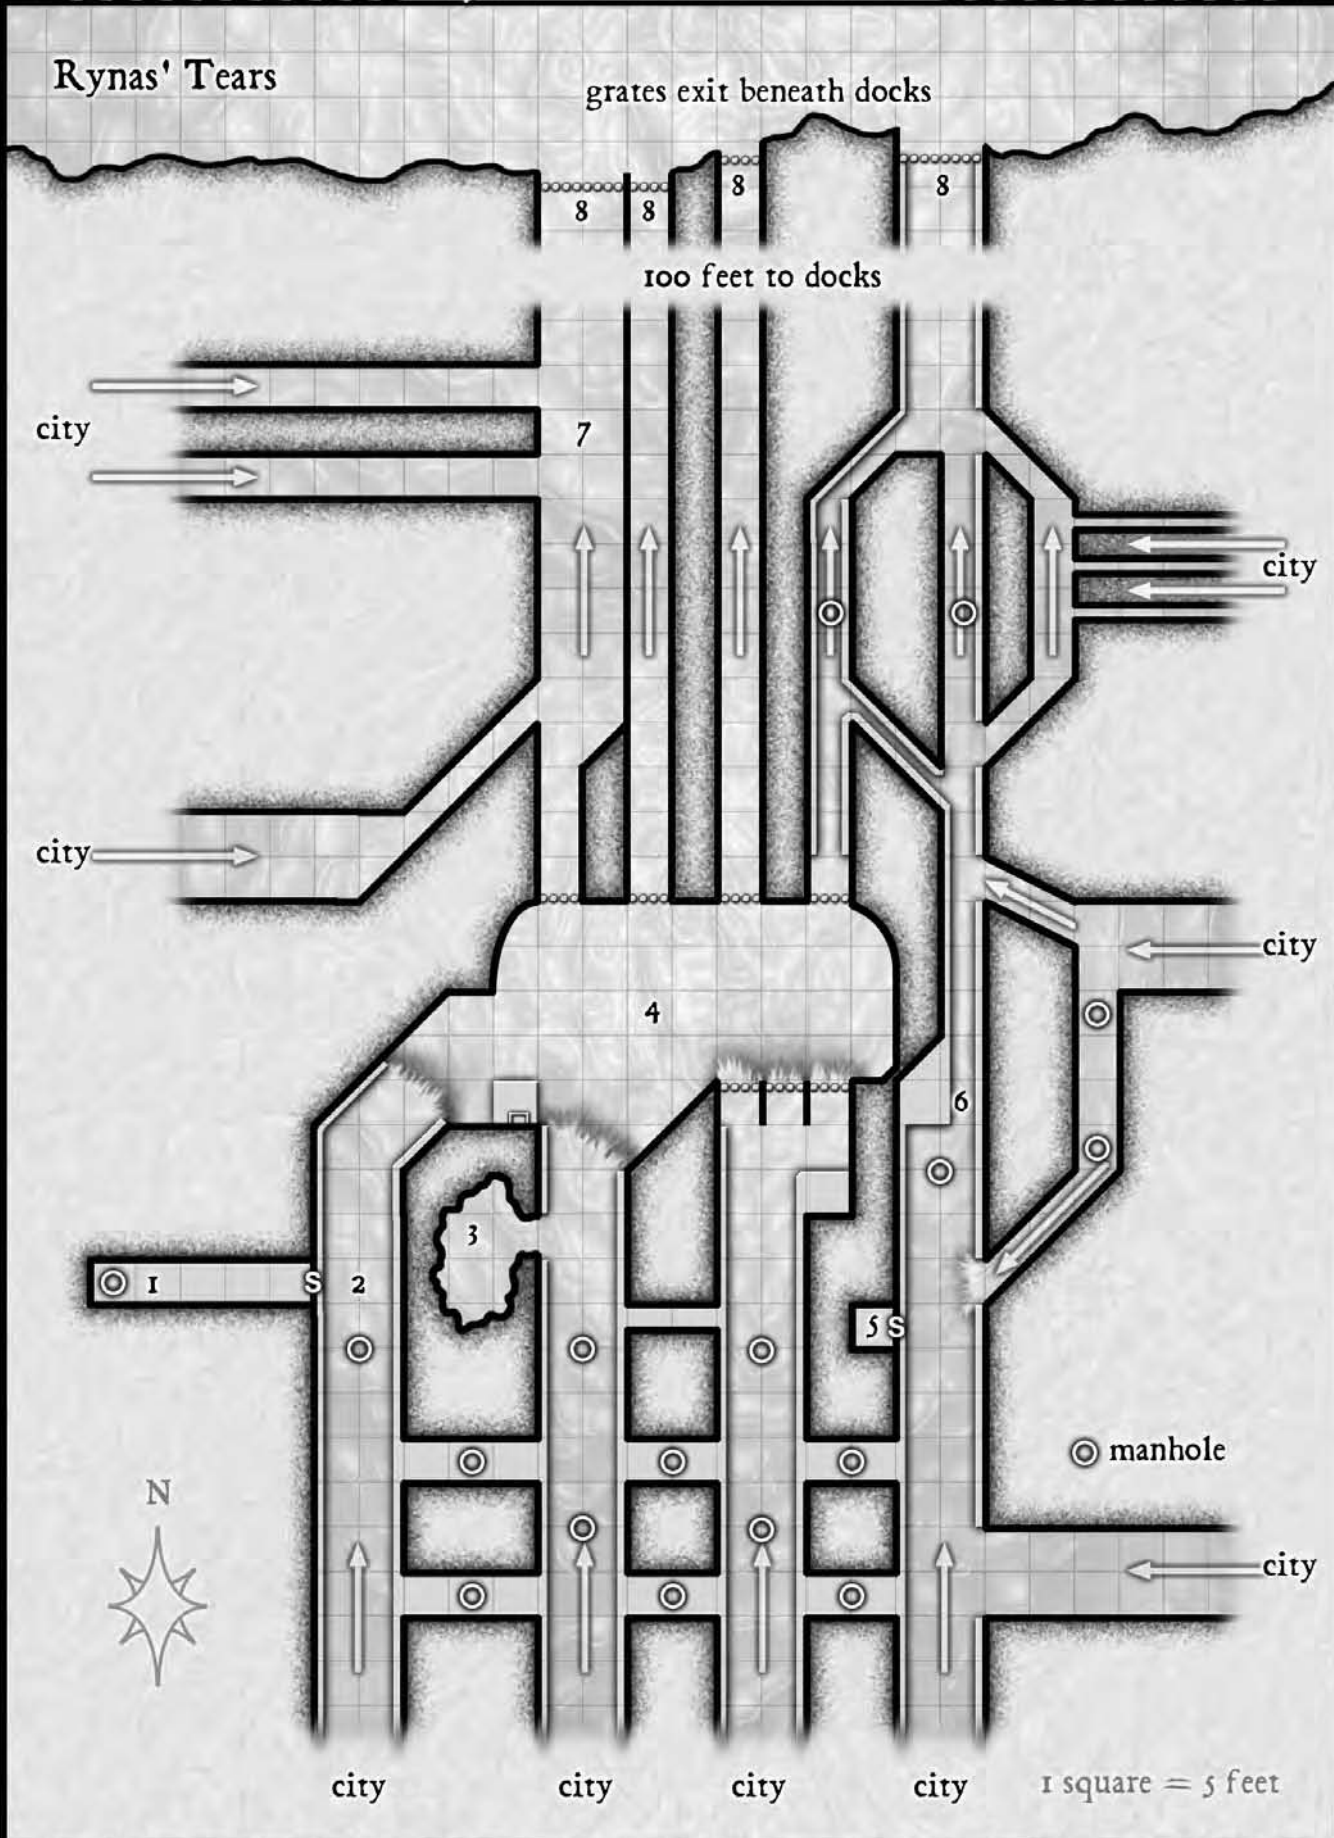 Rynas' Tears
grates exit beneath docks
8
8
8
8
100 feet to docks
city
7
city
city
city
4
6
3
1
S
2
5
S
manhole
N
city
city
city
city
city
1 square = 5 feet